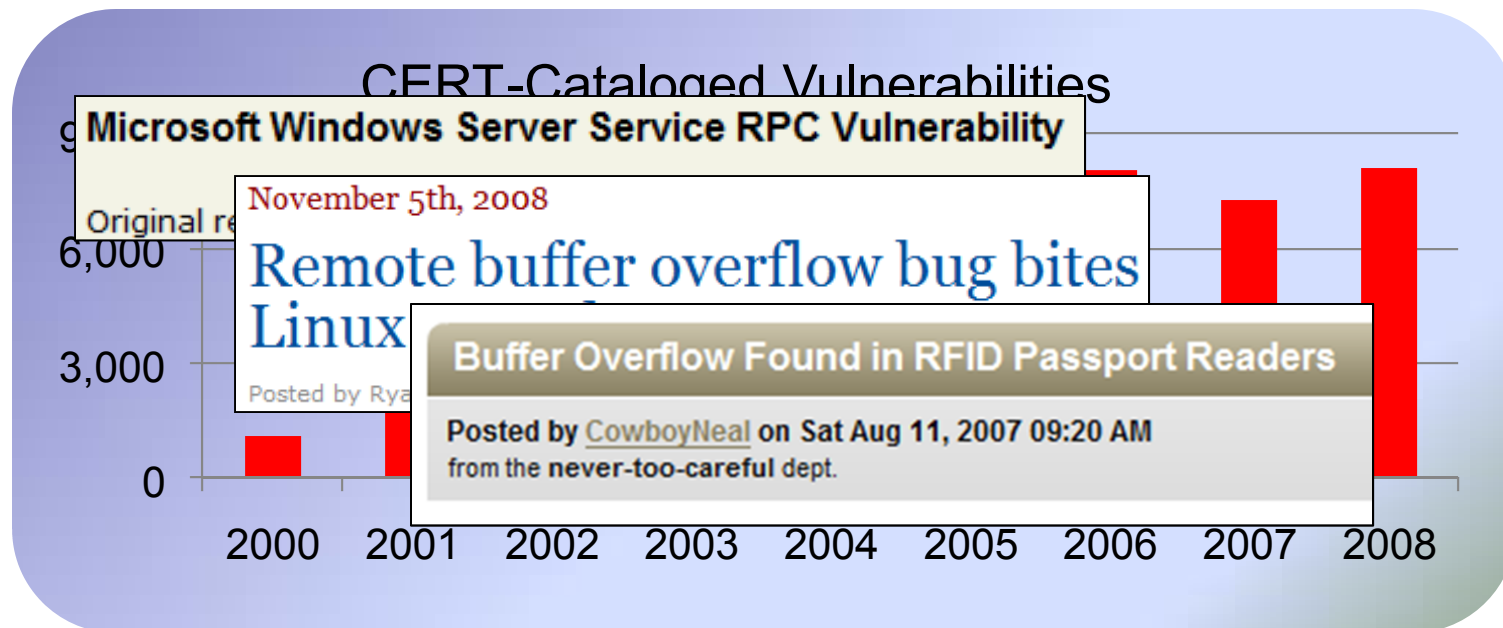 CERT-Cataloged Vulnerabilities
Microsoft Windows Server Service RPC Vulnerability
Original
November 5th, 2008
Remote buffer overflow bug bites
Linux
Posted by
Buffer Overflow Found in RFID Passport Readers
Posted by CowboyNeal on Sat Aug 11, 2007 09:20 AM
from the never-too-careful dept.
6,000
3,000
0
2000 2001 2002 2003 2004 2005 2006 2007 2008